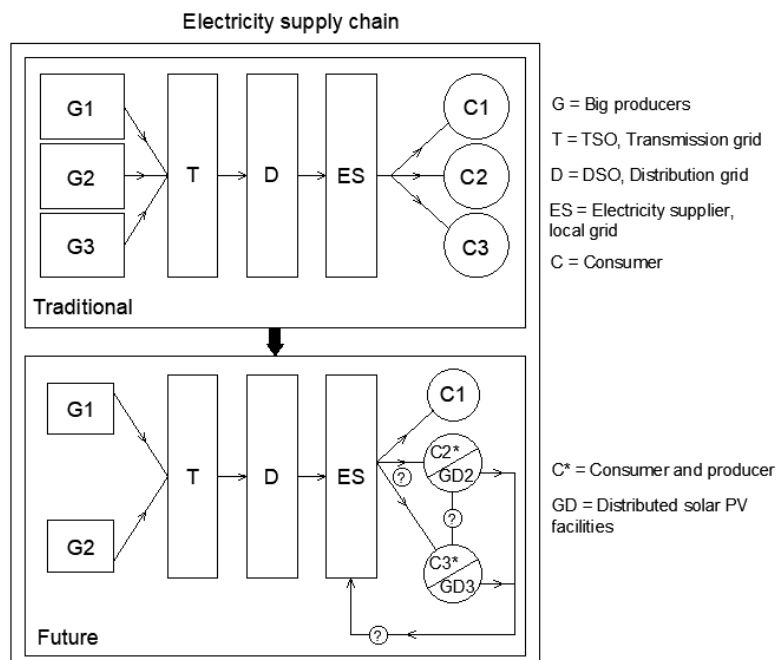 Electricity supply chain
G1
G2
G3
T
D
ES
C1
C2
C3
Traditional
G = Big producers
T = TSO, Transmission grid
D = DSO, Distribution grid
ES = Electricity supplier,
local grid
C = Consumer
G1
G2
T
D
ES
C1
C2*
GD2
?
?
C3*
GD3
?
Future
C* = Consumer and producer
GD = Distributed solar PV
facilities